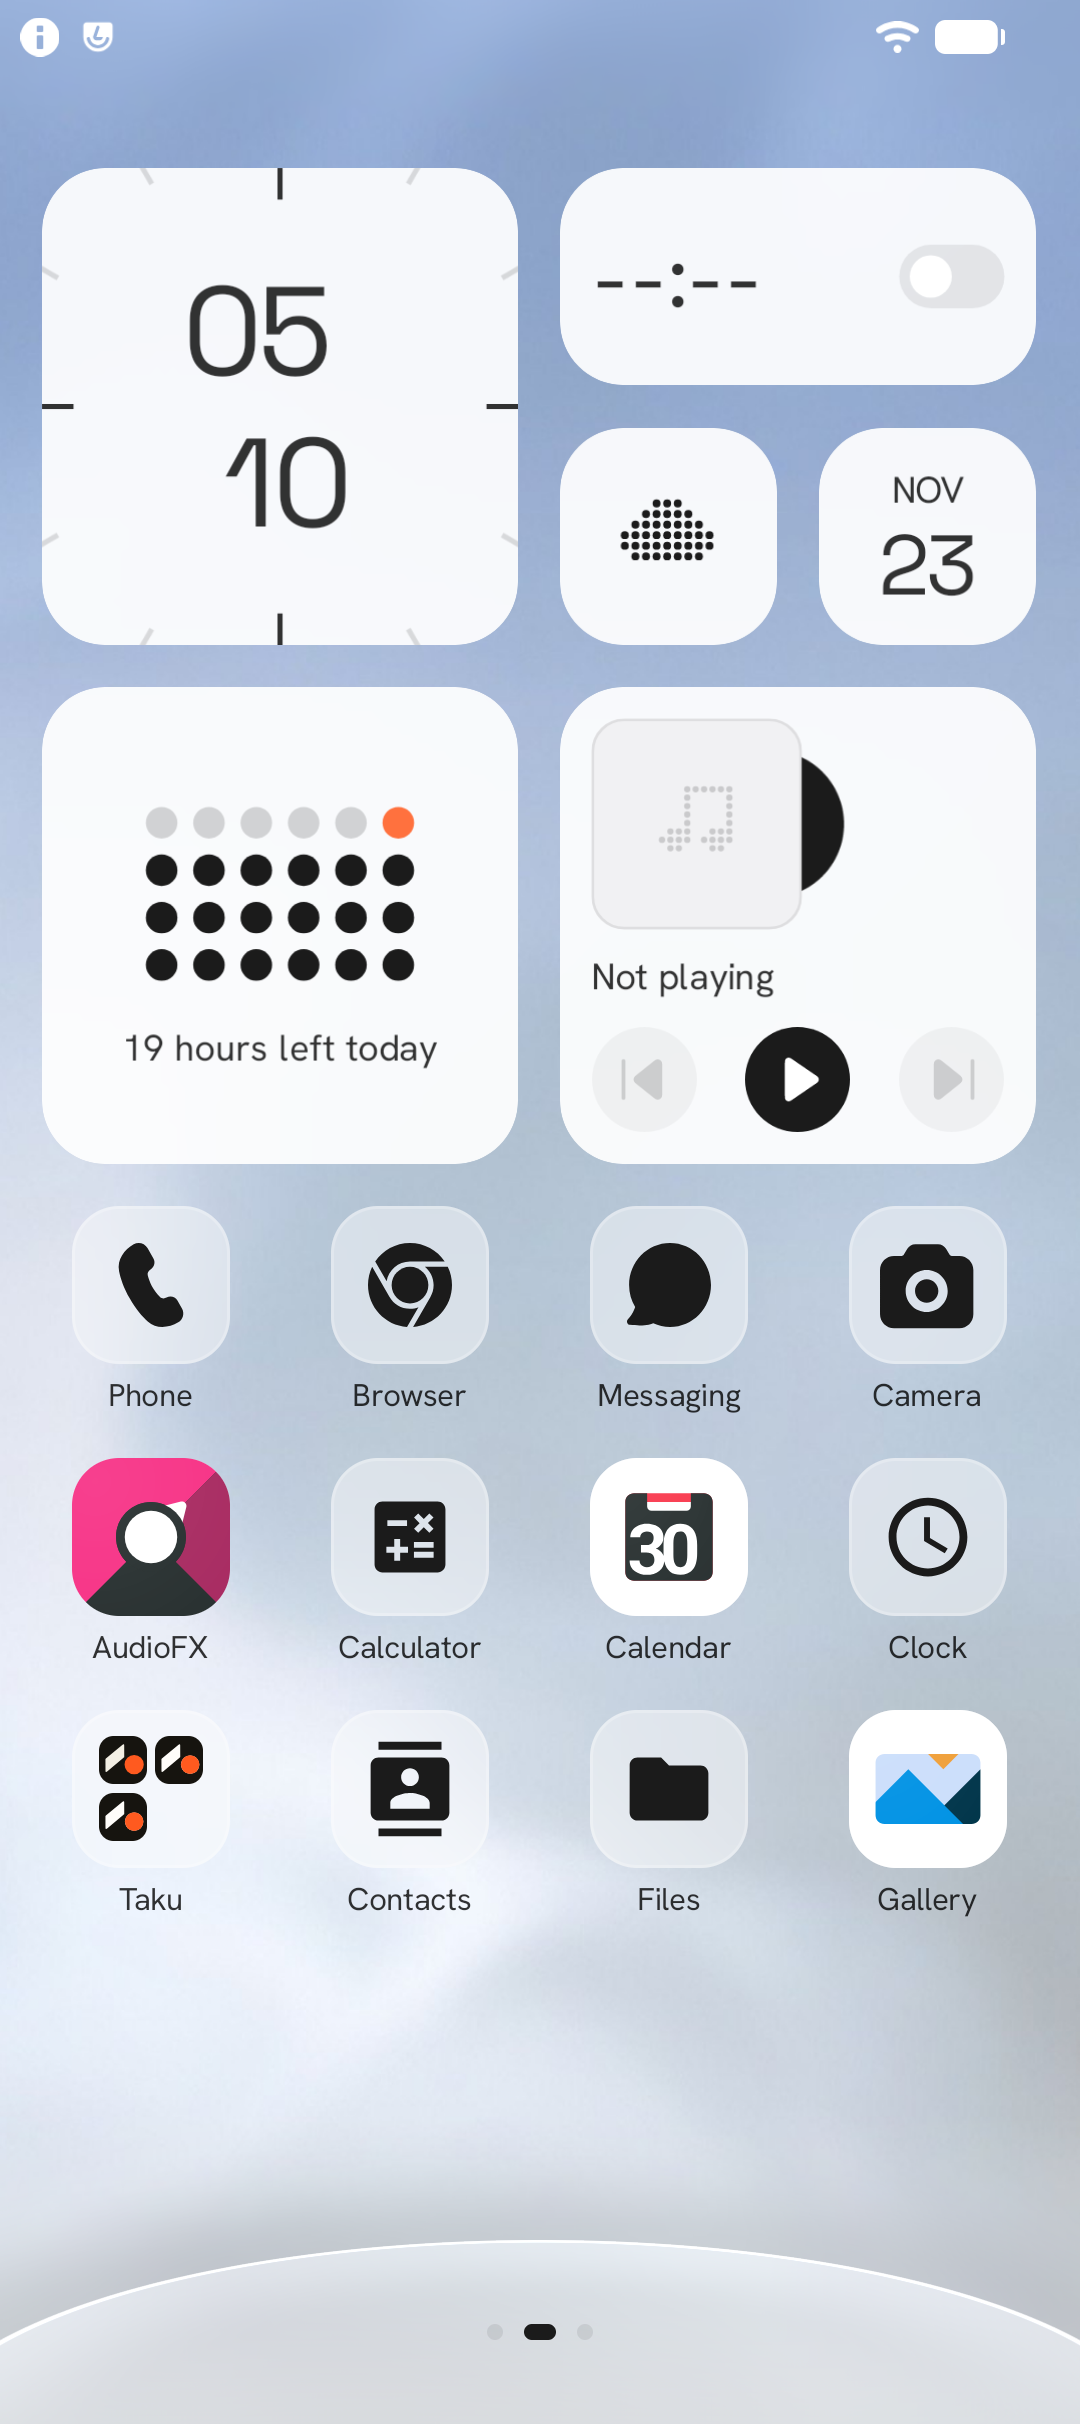 05
10
--:--
NOV
23
19 hours left today
Not playing
Phone
Browser
Messaging
Camera
30
AudioFX
Calculator
Calendar
Clock
Taku
Contacts
Files
Gallery